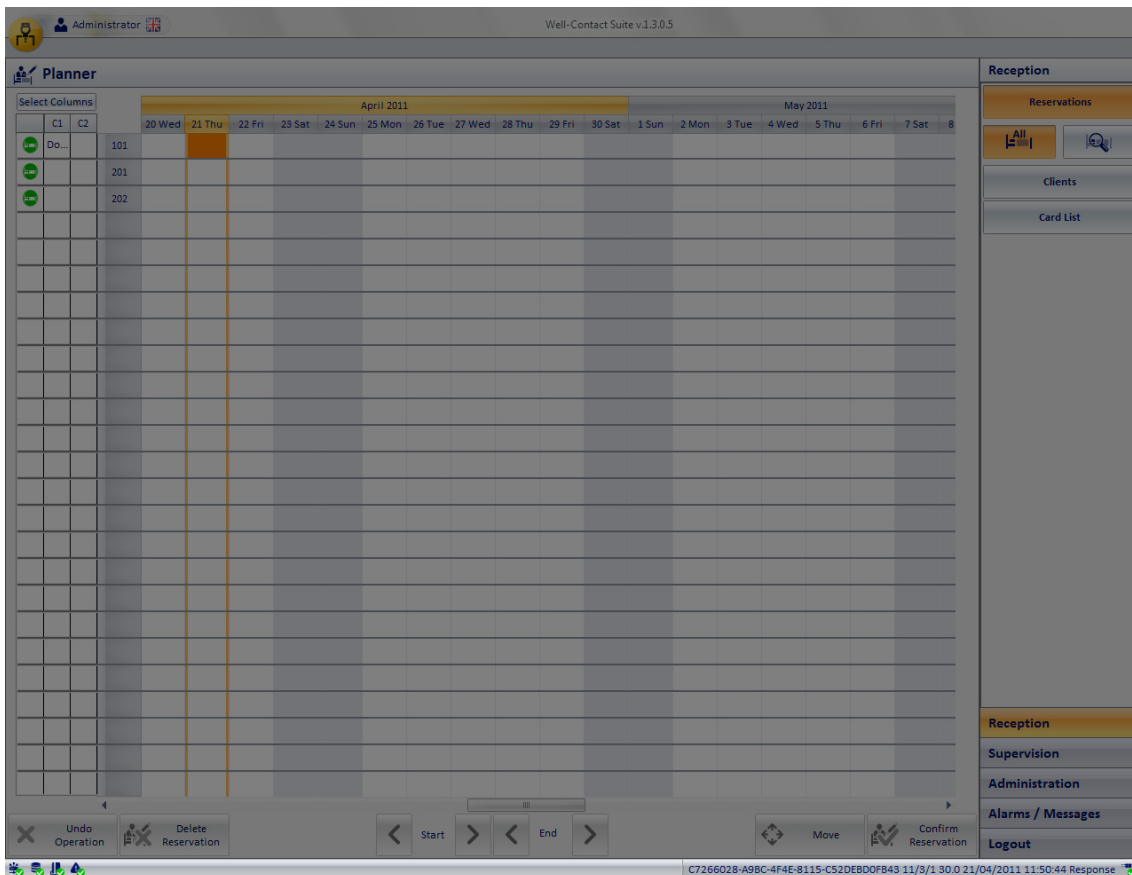 Administrator
Well-Contact Suite v.1.3.0.5
Planner
Select Columns
April 2011
May 2011
C1 C2
20 Wed 21 Thu 22 Fri 23 Sat 24 Sun 25 Mon 26 Tue 27 Wed 28 Thu 29 Fri 30 Sat 1 Sun 2 Mon 3 Tue 4 Wed 5 Thu 6 Fri 7 Sat 8
Do... 101
201
202
Reception
Reservations
All
Clients
Card List
Reception
Supervision
Administration
Alarms / Messages
Logout
Undo
Operation
Delete
Reservation
Start
End
Move
Confirm
Reservation
C7266028-A9BC-4F4E-8115-C52DEBD0FB43 11/3/1 30.0 21/04/2011 11:50:44 Response